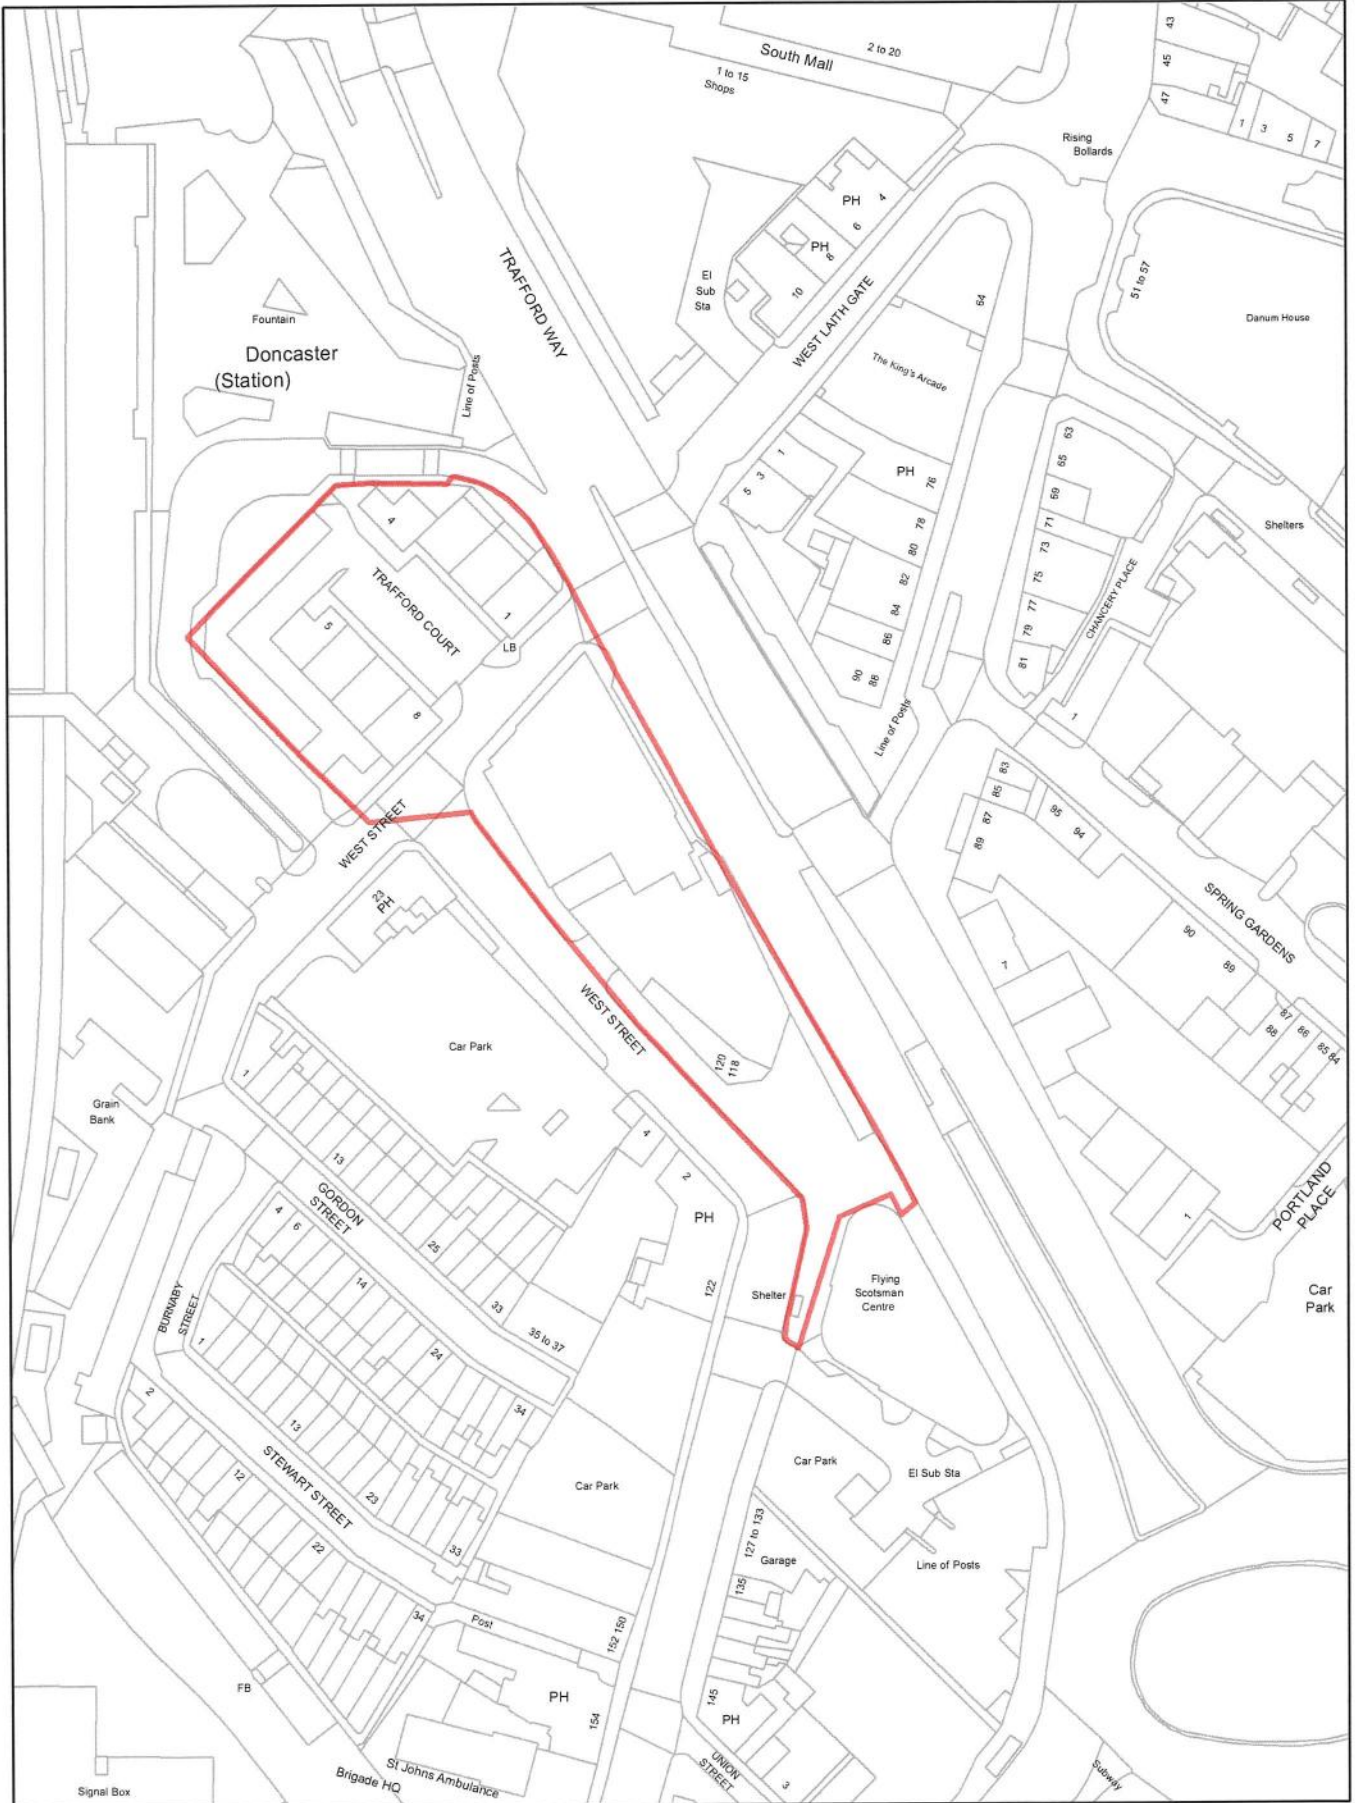 43
45
47
1
3
5
7
South Mall
2 to 20
1 to 15
Shops
Rising
Bollards
PH
4
6
PH
8
10
El
Sub
Sta
WEST LAITH GATE
64
51 to 57
Danum House
TRAFFORD WAY
Fountain
Doncaster
(Station)
Line of Posts
The King's Arcade
1
3
5
PH
76
78
80
82
84
86
88
90
Line of Posts
63
65
69
71
73
75
77
79
81
CHANCERY PLACE
Shelters
1
4
TRAFFORD COURT
1
LB
5
8
WEST STREET
23
PH
83
85
87
89
95
94
SPRING GARDENS
90
89
87
88
86
85
84
7
WEST STREET
120
118
Car Park
1
13
GORDON
STREET
25
33
35 to 37
Grain
Bank
4
2
PH
122
Shelter
Flying
Scotsman
Centre
PORTLAND
PLACE
1
Car
Park
BURNABY
STREET
4
6
14
24
34
1
13
23
33
STEWART STREET
2
12
22
34
Car Park
Car Park
El Sub Sta
127 to 133
Garage
135
Line of Posts
Post
152 150
PH
154
145
PH
UNION
STREET
3
Subway
FB
Signal Box
St Johns Ambulance
Brigade HQ